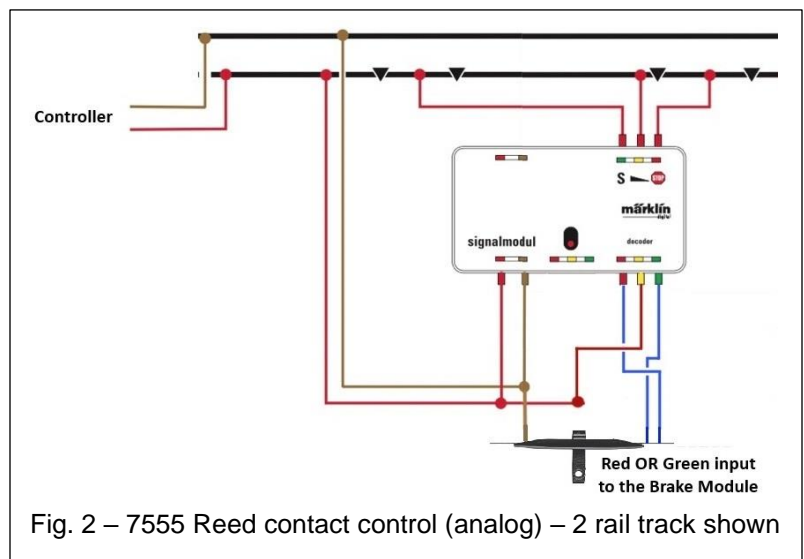 Controller
S STOP
märklin
digital
signalmodul
decoder
Red OR Green input
to the Brake Module
Fig. 2 – 7555 Reed contact control (analog) – 2 rail track shown